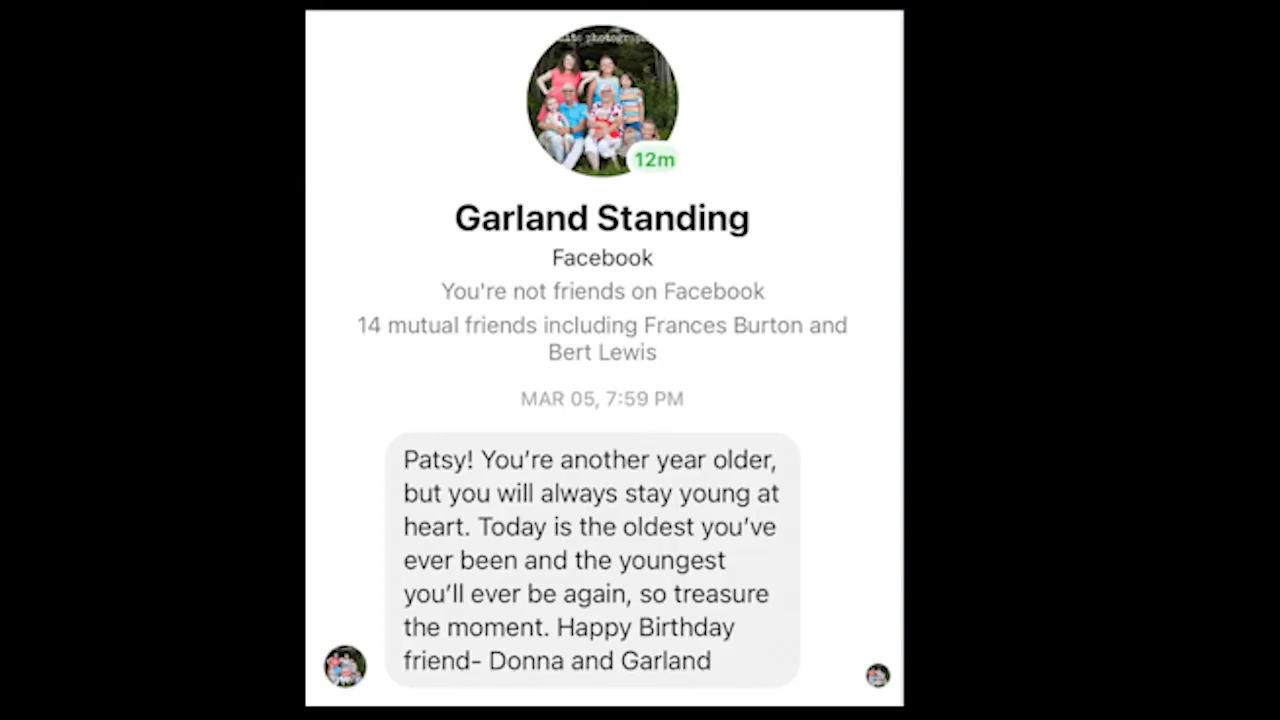 12m
Garland Standing
Facebook
You're not friends on Facebook
14 mutual friends including Frances Burton and
Bert Lewis
MAR 05, 7:59 PM
Patsy! You’re another year older,
but you will always stay young at
heart. Today is the oldest you’ve
ever been and the youngest
you’ll ever be again, so treasure
the moment. Happy Birthday
friend- Donna and Garland